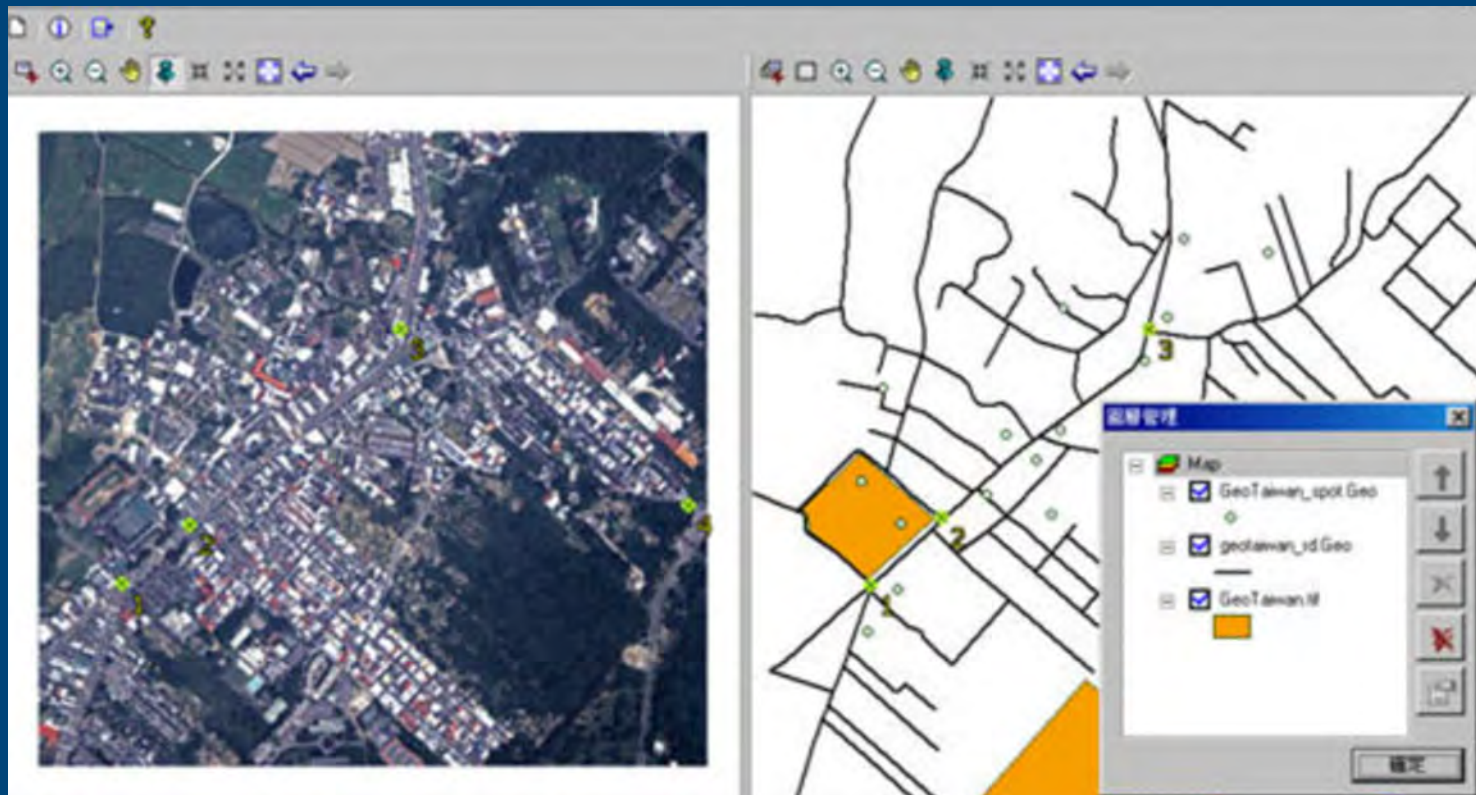 3
2
1
4
3
2
1
圖層管理
Map
GeoTaiwan_spot.Geo
geotaiwan_rd.Geo
GeoTaiwan.tif
確定